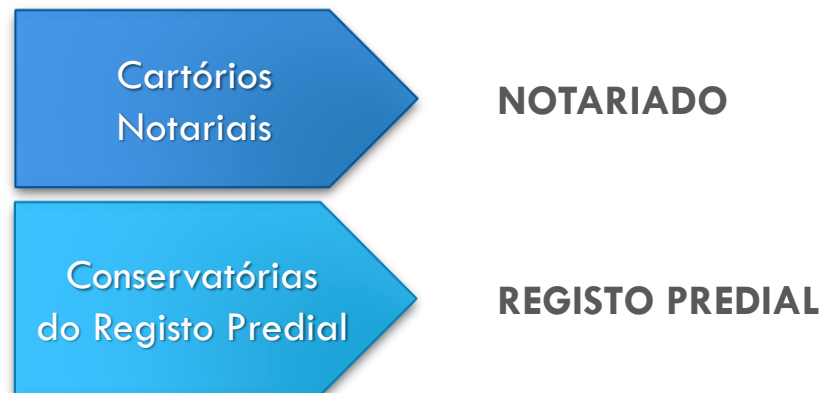 Cartórios
Notariais
NOTARIADO
Conservatórias
do Registo Predial
REGISTO PREDIAL